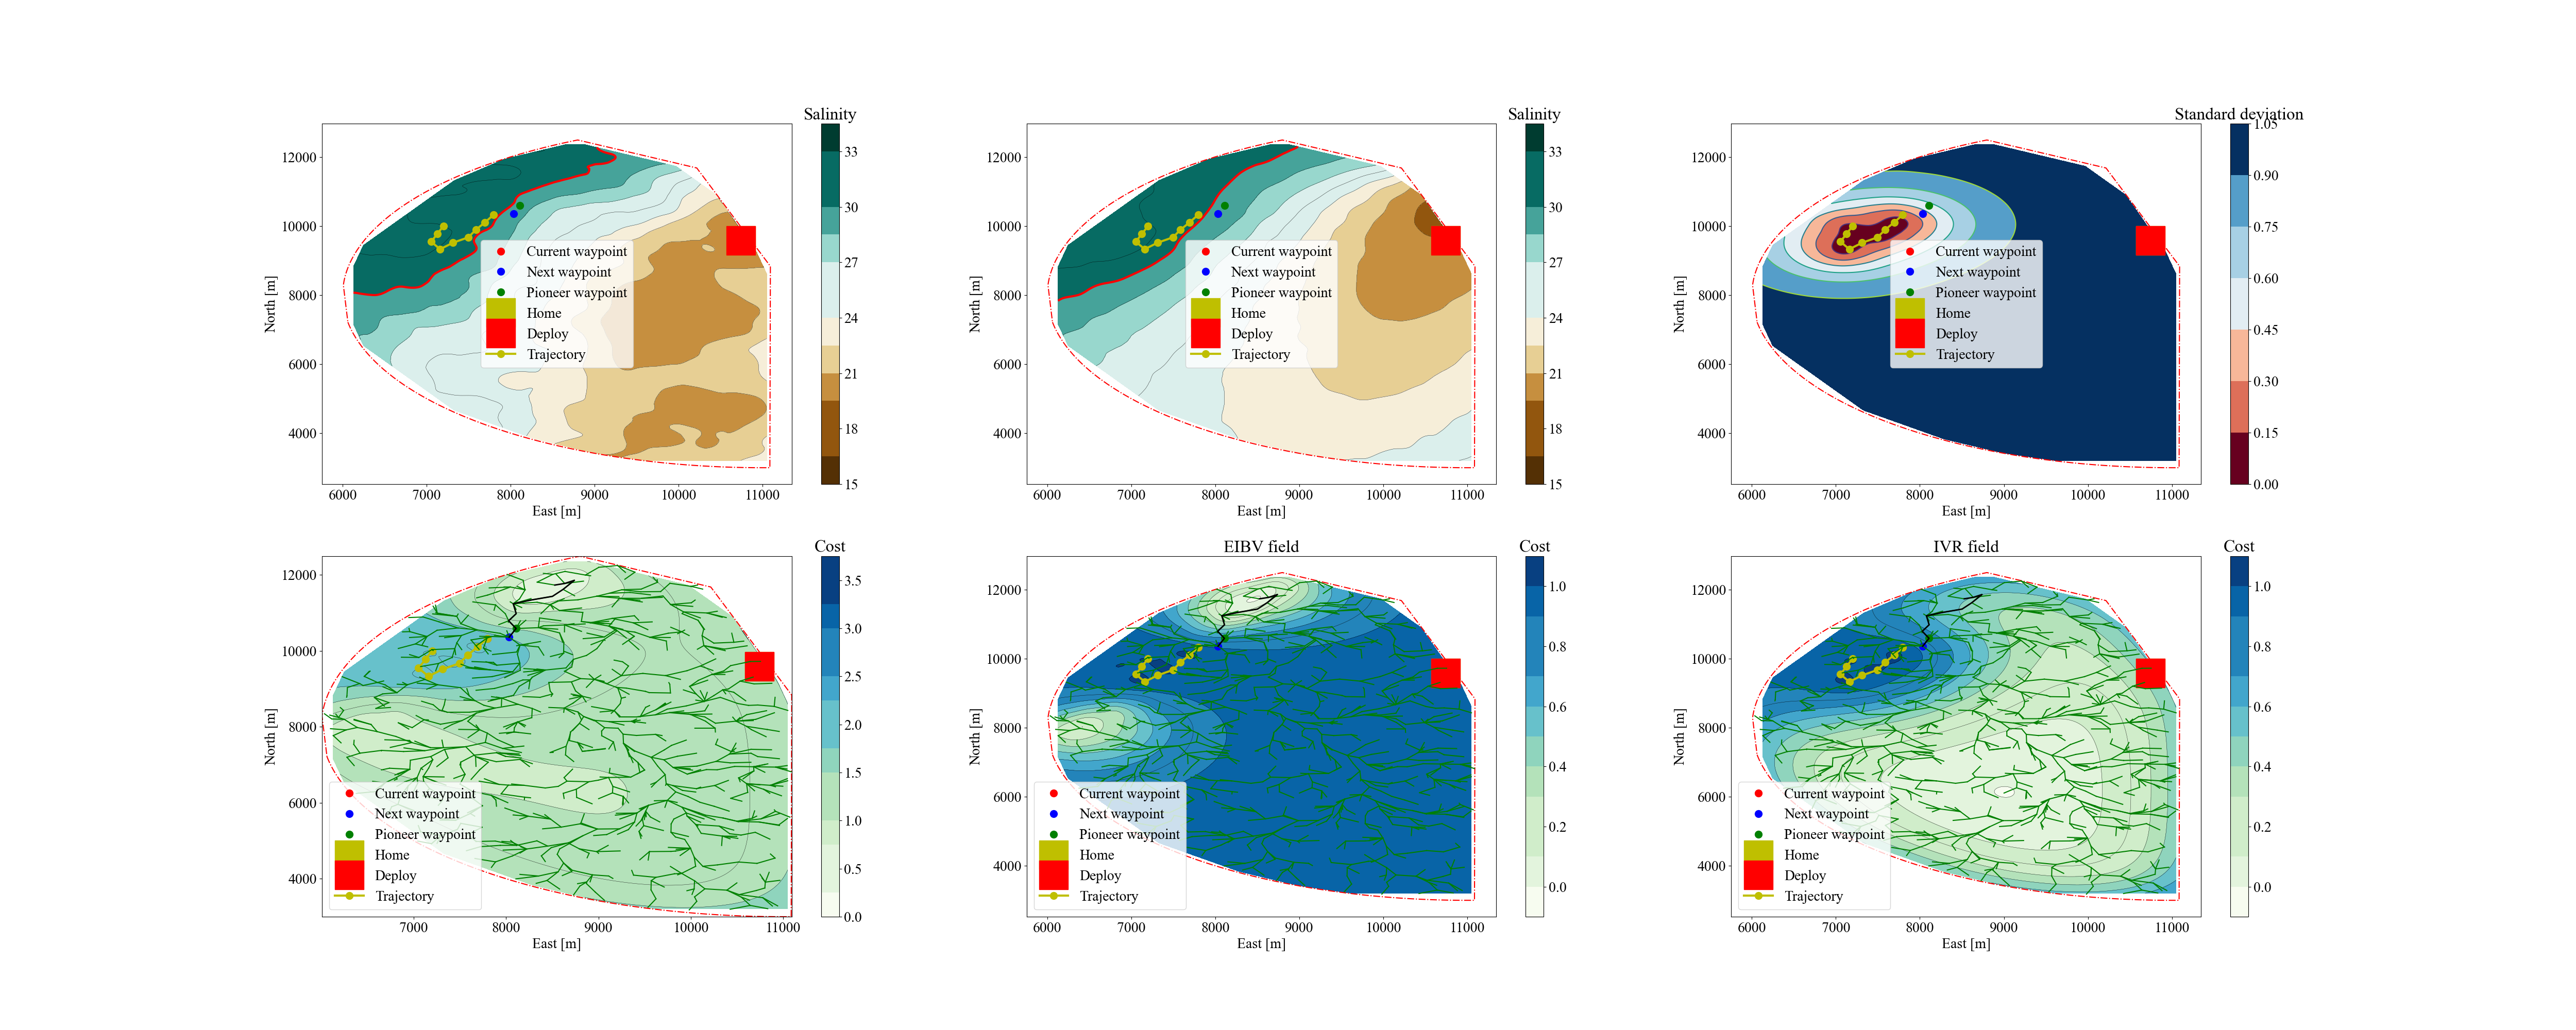 Salinity
12000
10000
8000
6000
4000
North [m]
6000 7000 8000 9000 10000 11000
East [m]
33
30
27
24
21
18
15
Current waypoint
Next waypoint
Pioneer waypoint
Home
Deploy
Trajectory
Salinity
12000
10000
8000
6000
4000
North [m]
6000 7000 8000 9000 10000 11000
East [m]
33
30
27
24
21
18
15
Current waypoint
Next waypoint
Pioneer waypoint
Home
Deploy
Trajectory
Standard deviation
12000
10000
8000
6000
4000
North [m]
6000 7000 8000 9000 10000 11000
East [m]
1.05
0.90
0.75
0.60
0.45
0.30
0.15
0.00
Current waypoint
Next waypoint
Pioneer waypoint
Home
Deploy
Trajectory
Cost
12000
10000
8000
6000
4000
North [m]
7000 8000 9000 10000 11000
East [m]
3.5
3.0
2.5
2.0
1.5
1.0
0.5
0.0
Current waypoint
Next waypoint
Pioneer waypoint
Home
Deploy
Trajectory
EIBV field
Cost
12000
10000
8000
6000
4000
North [m]
6000 7000 8000 9000 10000 11000
East [m]
1.0
0.8
0.6
0.4
0.2
0.0
Current waypoint
Next waypoint
Pioneer waypoint
Home
Deploy
Trajectory
IVR field
Cost
12000
10000
8000
6000
4000
North [m]
6000 7000 8000 9000 10000 11000
East [m]
1.0
0.8
0.6
0.4
0.2
0.0
Current waypoint
Next waypoint
Pioneer waypoint
Home
Deploy
Trajectory